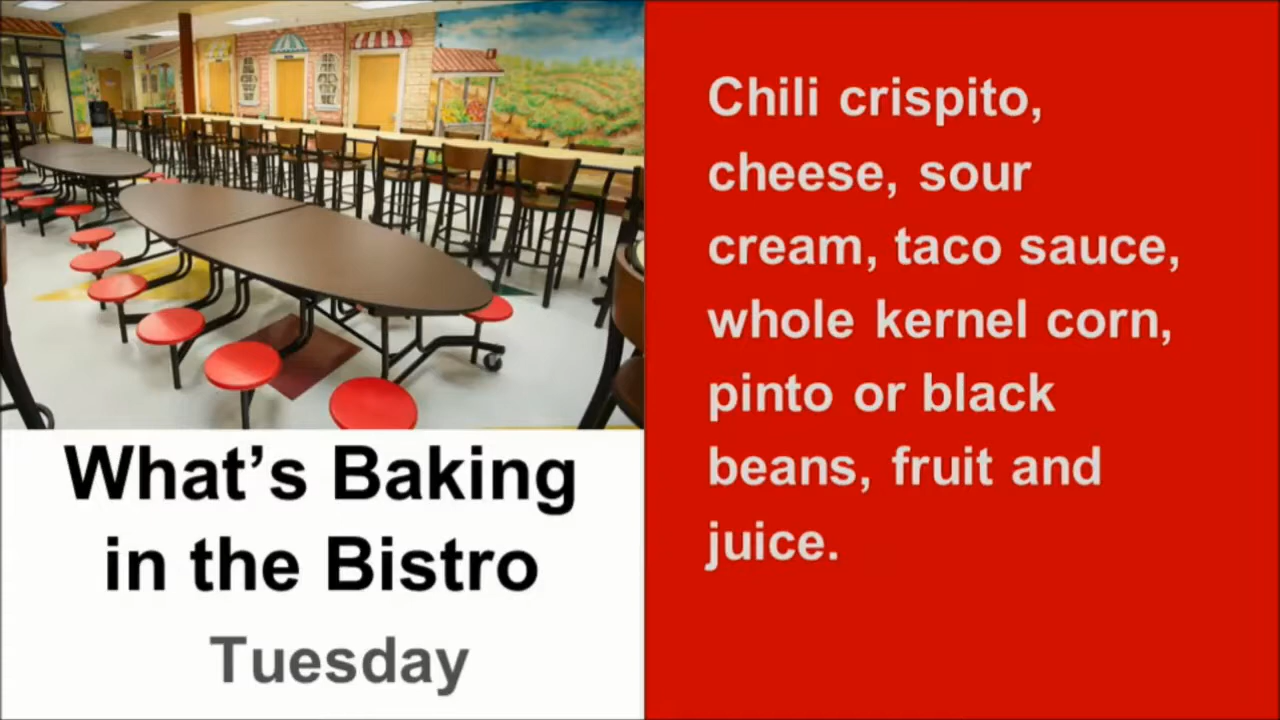 What’s Baking
in the Bistro
Tuesday
Chili crispito,
cheese, sour
cream, taco sauce,
whole kernel corn,
pinto or black
beans, fruit and
juice.